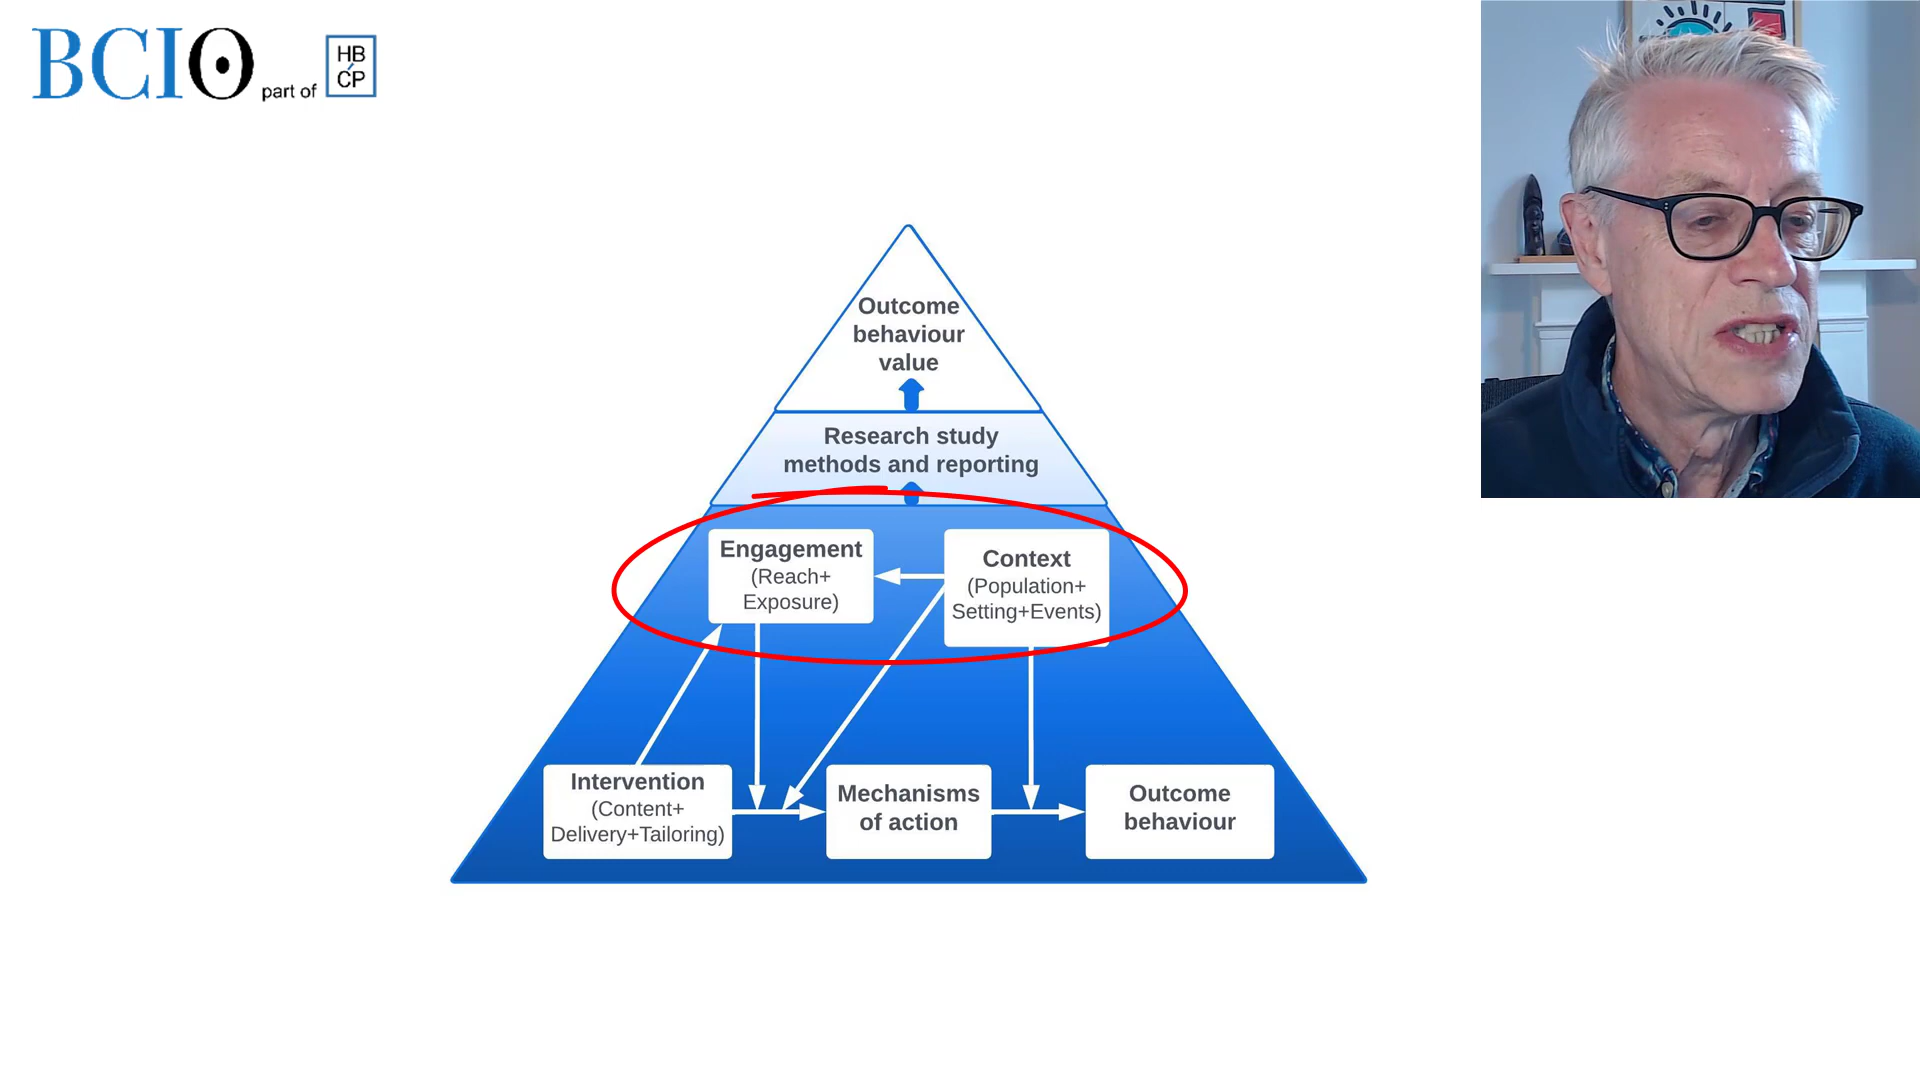 BCIO part of HB CP
Outcome
behaviour
value
Research study
methods and reporting
Engagement
(Reach+
Exposure)
Context
(Population+
Setting+Events)
Intervention
(Content+
Delivery+Tailoring)
Mechanisms
of action
Outcome
behaviour